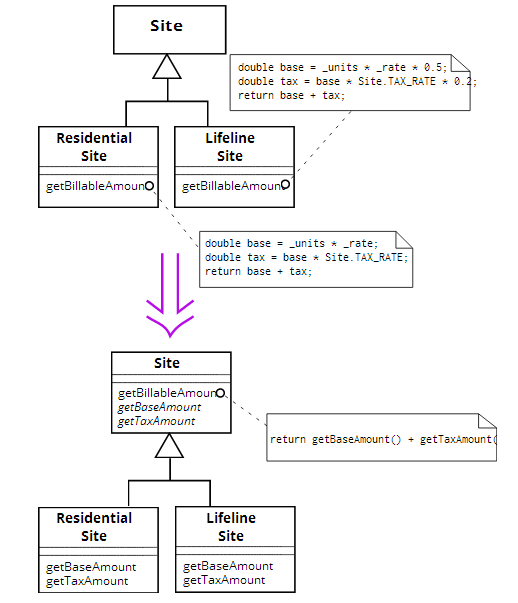 Site
double base = _units * _rate * 0.5;
double tax = base * Site.TAX_RATE * 0.2;
return base + tax;
Residential
Site
getBillableAmoun
Lifeline
Site
getBillableAmoun
double base = _units * _rate;
double tax = base * Site.TAX_RATE;
return base + tax;
Site
getBillableAmoun
getBaseAmount
getTaxAmount
return getBaseAmount() + getTaxAmount(
Residential
Site
getBaseAmount
getTaxAmount
Lifeline
Site
getBaseAmount
getTaxAmount